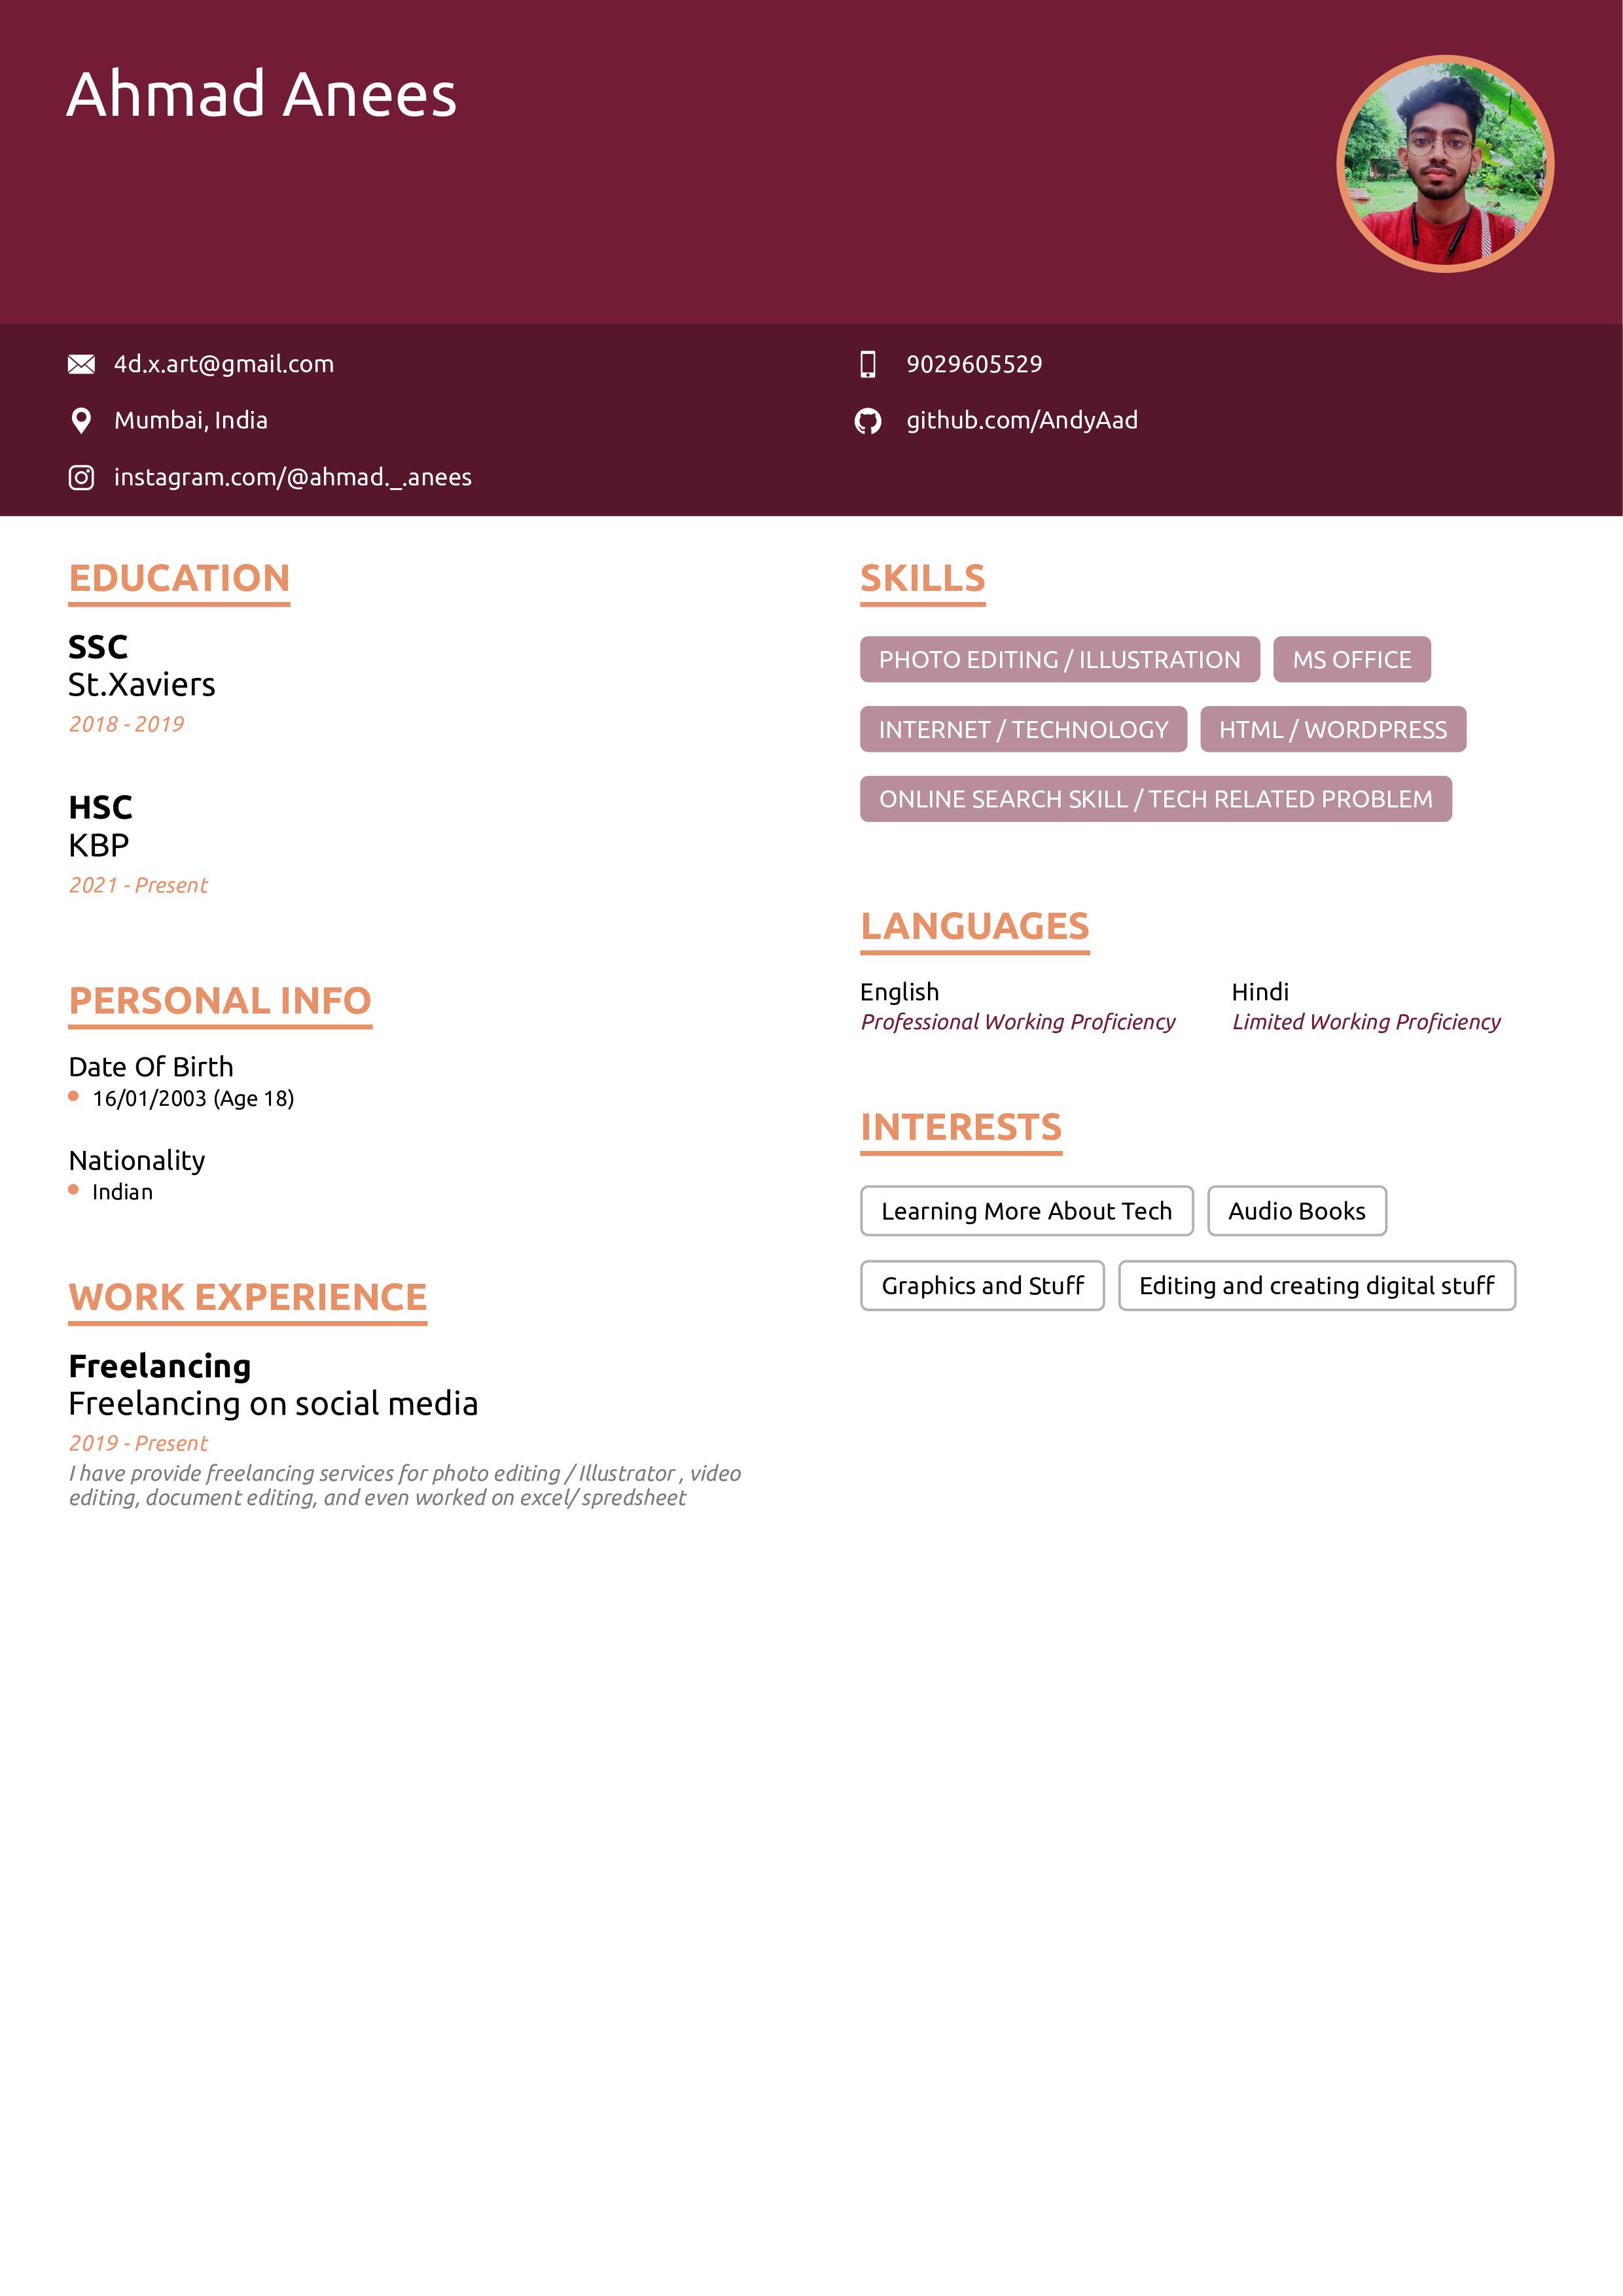 Ahmad Anees
4d.x.art@gmail.com
9029605529
Mumbai, India
github.com/AndyAad
instagram.com/@ahmad._.anees
EDUCATION
SSC
St.Xaviers
2018 - 2019
HSC
KBP
2021 - Present
PERSONAL INFO
Date Of Birth
16/01/2003 (Age 18)
Nationality
Indian
WORK EXPERIENCE
Freelancing
Freelancing on social media
2019 - Present
I have provide freelancing services for photo editing / Illustrator , video
editing, document editing, and even worked on excel/ spredsheet
SKILLS
PHOTO EDITING / ILLUSTRATION MS OFFICE
INTERNET / TECHNOLOGY HTML / WORDPRESS
ONLINE SEARCH SKILL / TECH RELATED PROBLEM
LANGUAGES
English
Professional Working Proficiency
Hindi
Limited Working Proficiency
INTERESTS
Learning More About Tech Audio Books
Graphics and Stuff Editing and creating digital stuff